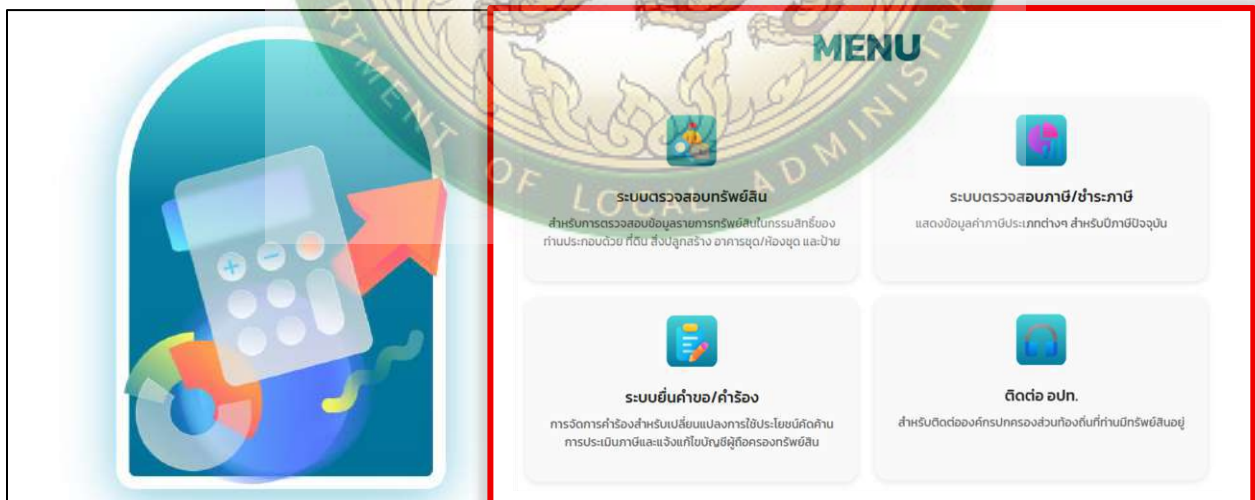 MENU
RTMENT OF LOCAL ADMINISTR
ระบบตรวจสอบทรัพย์สิน
สำหรับการตรวจสอบข้อมูลรายการทรัพย์สินในกรรมสิทธิ์ของ
ท่านประกอบด้วย ที่ดิน สิ่งปลูกสร้าง อาคารชุด/ห้องชุด และป้าย
ระบบตรวจสอบภาษี/ชำระภาษี
แสดงข้อมูลค่าภาษีประเภทต่างๆ สำหรับปีภาษีปัจจุบัน
ระบบยื่นคำขอ/คำร้อง
การจัดการคำร้องสำหรับเปลี่ยนแปลงการใช้ประโยชน์คัดค้าน
การประเมินภาษีและแจ้งแก้ไขบัญชีผู้ถือครองทรัพย์สิน
ติดต่อ อปท.
สำหรับติดต่อองค์กรปกครองส่วนท้องถิ่นที่ท่านมีทรัพย์สินอยู่